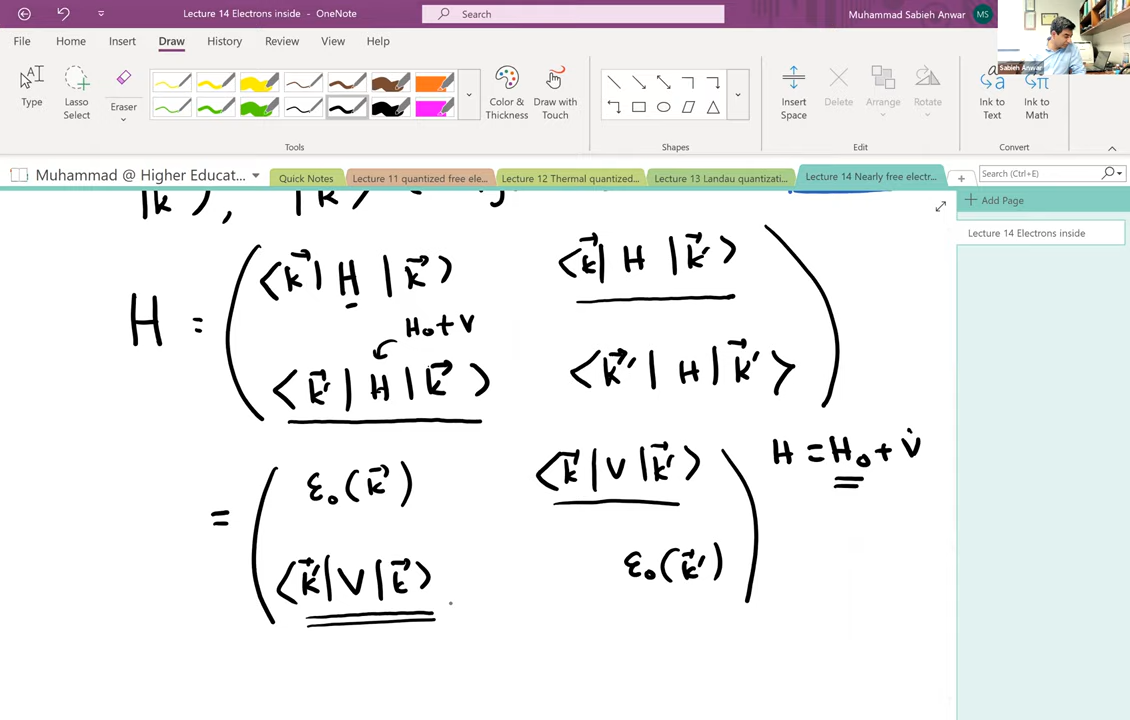 Lecture 14 Electrons inside - OneNote
Search
Muhammad Sabieh Anwar
MS
File Home Insert Draw History Review View Help
Sabieh Anwar
Type
Lasso Select
Eraser
Color & Thickness
Draw with Touch
Insert Space
Delete
Arrange
Rotate
Ink to Text
Ink to Math
Tools
Shapes
Edit
Convert
Muhammad @ Higher Educat...
Quick Notes
Lecture 11 quantized free ele...
Lecture 12 Thermal quantized...
Lecture 13 Landau quantizati...
Lecture 14 Nearly free electr...
Search (Ctrl+E)
Add Page
Lecture 14 Electrons inside
H = ( ⟨k⃗| H |k⃗⟩ ⟨k⃗| H |k⃗′⟩
H₀ + V
⟨k⃗′| H |k⃗⟩ ⟨k⃗′| H |k⃗′⟩ )
H = H₀ + V
= ( ε₀(k⃗) ⟨k⃗| V |k⃗′⟩
⟨k⃗′| V |k⃗⟩ ε₀(k⃗′) )